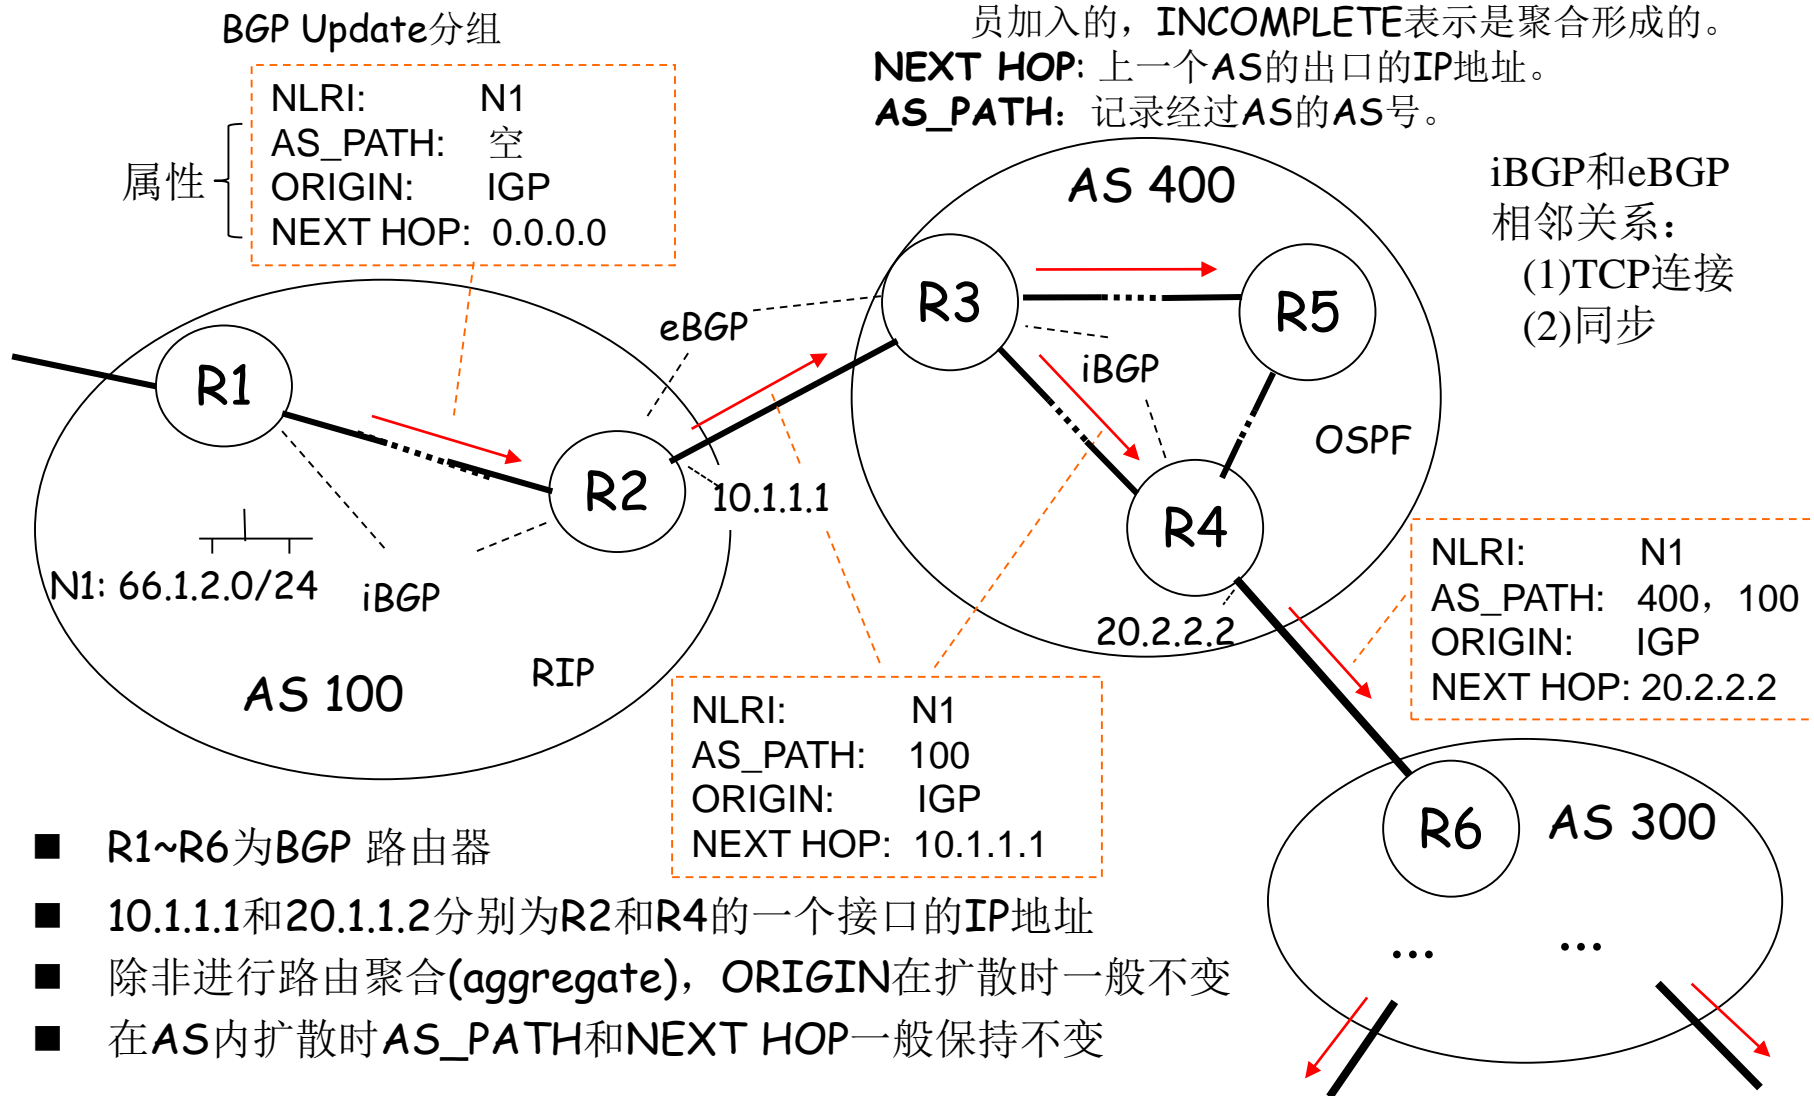 BGP Update分组
NLRI: N1
AS_PATH: 空
ORIGIN: IGP
NEXT HOP: 0.0.0.0
属性
员加入的，INCOMPLETE表示是聚合形成的。
NEXT HOP: 上一个AS的出口的IP地址。
AS_PATH：记录经过AS的AS号。
iBGP和eBGP
相邻关系：
(1)TCP连接
(2)同步
AS 400
R3
R5
eBGP
iBGP
R1
OSPF
R2
10.1.1.1
R4
N1: 66.1.2.0/24
iBGP
20.2.2.2
RIP
AS 100
NLRI: N1
AS_PATH: 400，100
ORIGIN: IGP
NEXT HOP: 20.2.2.2
NLRI: N1
AS_PATH: 100
ORIGIN: IGP
NEXT HOP: 10.1.1.1
R6
AS 300
...
...
■ R1~R6为BGP 路由器
■ 10.1.1.1和20.1.1.2分别为R2和R4的一个接口的IP地址
■ 除非进行路由聚合(aggregate)，ORIGIN在扩散时一般不变
■ 在AS内扩散时AS_PATH和NEXT HOP一般保持不变